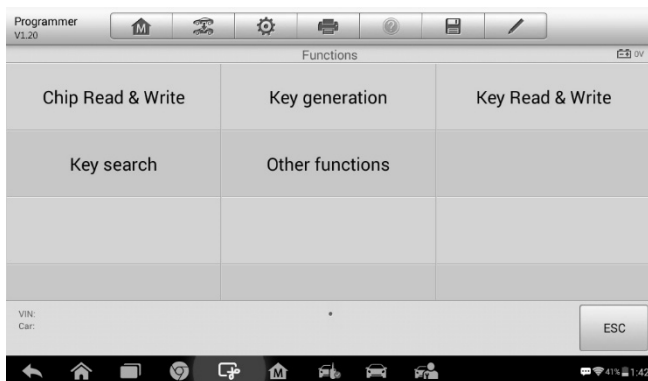 Programmer
V1.20
M
?
Functions
0V
Chip Read & Write
Key generation
Key Read & Write
Key search
Other functions
VIN:
Car:
ESC
M
41%
1:42